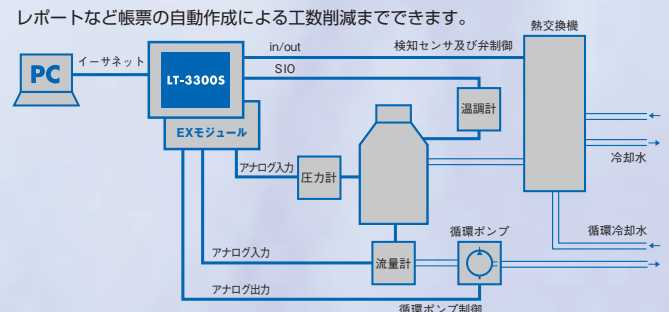 レポートなど帳票の自動作成による工数削減までできます。
熱交換機
in/out
検知センサ及び弁制御
イーサネット
SIO
PC
LT-3300S
温調計
EXモジュール
アナログ入力
圧力計
冷却水
循環ポンプ
循環冷却水
アナログ入力
流量計
アナログ出力
循環ポンプ制御